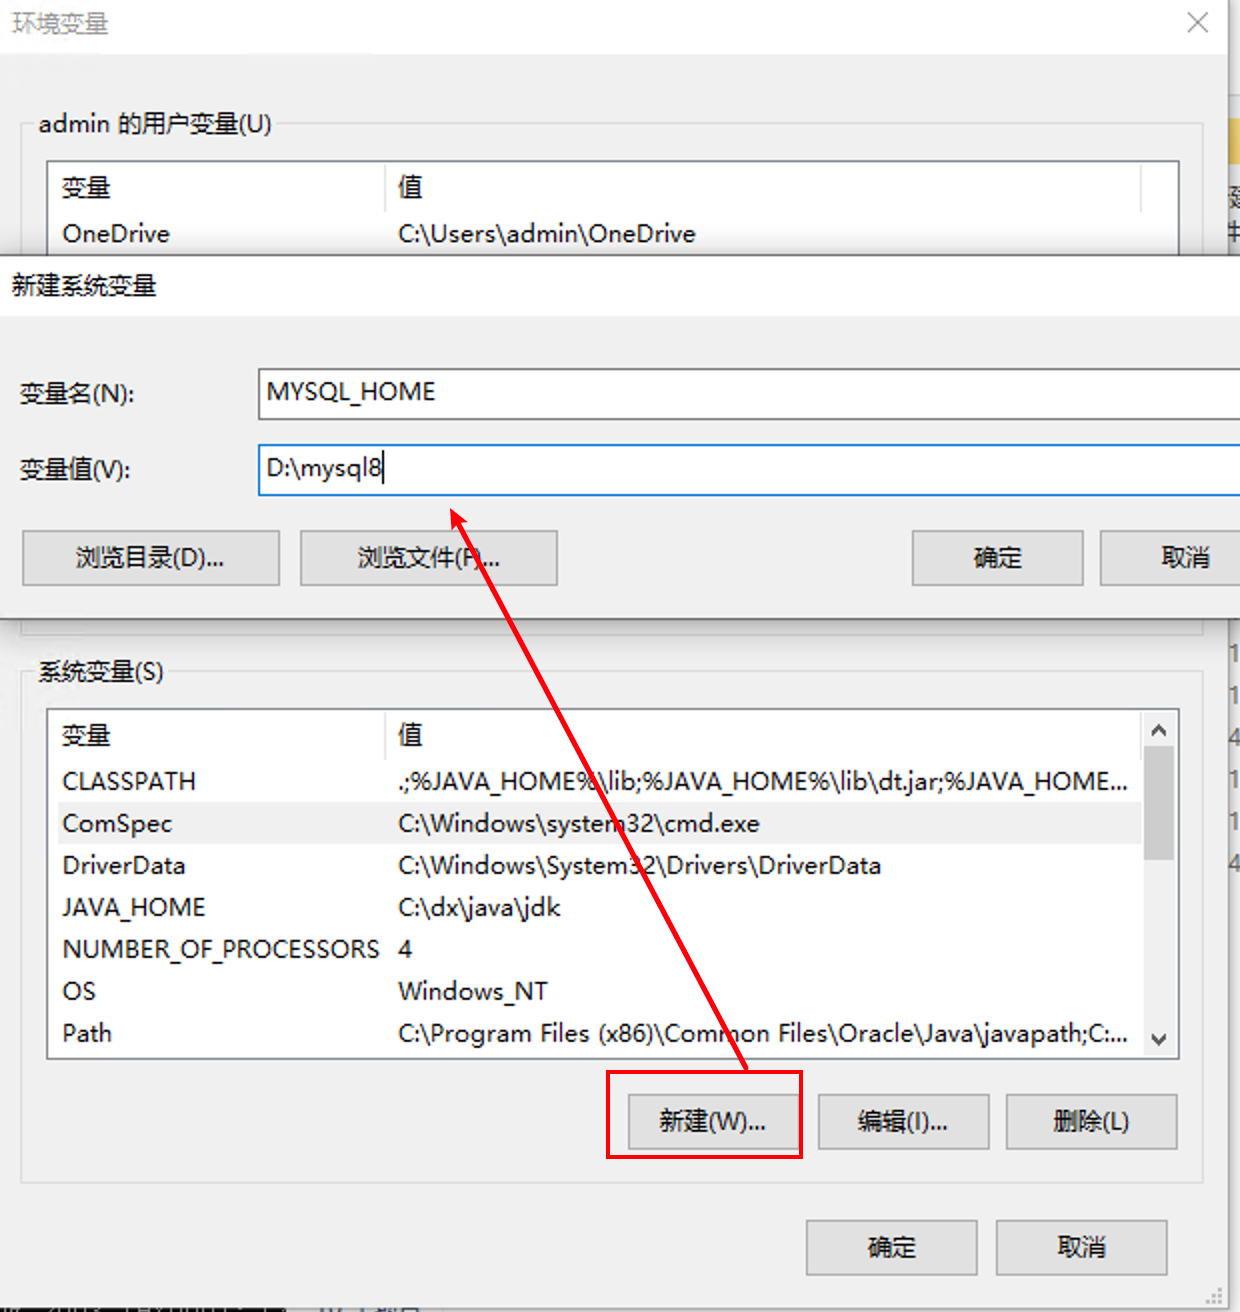 环境变量
admin 的用户变量(U)
变量 值
OneDrive C:\Users\admin\OneDrive
新建系统变量
变量名(N): MYSQL_HOME
变量值(V): D:\mysql8
浏览目录(D)... 浏览文件(F)... 确定 取消
系统变量(S)
变量 值
CLASSPATH .;%JAVA_HOME%\lib;%JAVA_HOME%\lib\dt.jar;%JAVA_HOME...
ComSpec C:\Windows\system32\cmd.exe
DriverData C:\Windows\System32\Drivers\DriverData
JAVA_HOME C:\dx\java\jdk
NUMBER_OF_PROCESSORS 4
OS Windows_NT
Path C:\Program Files (x86)\Common Files\Oracle\Java\javapath;C:...
新建(W)... 编辑(I)... 删除(L)
确定 取消